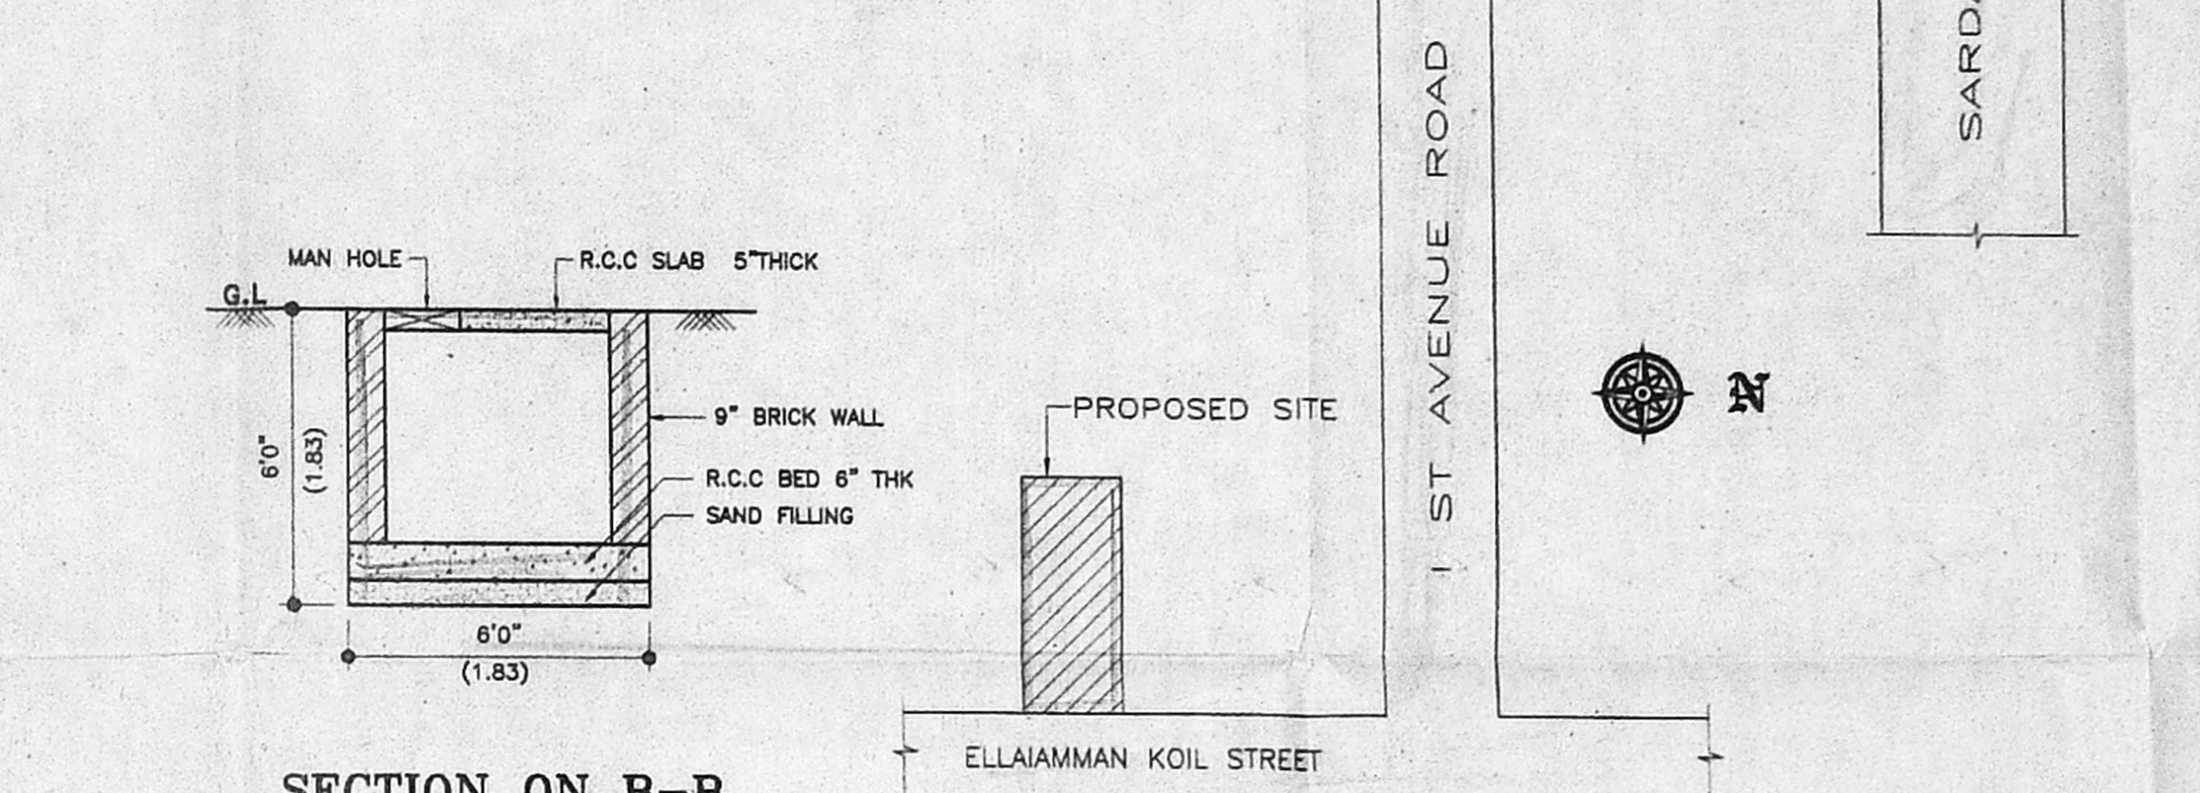 MAN HOLE
R.C.C SLAB 5"THICK
G.L
6'0"
(1.83)
9" BRICK WALL
R.C.C BED 6" THK
SAND FILLING
6'0"
(1.83)
SECTION ON B-B
PROPOSED SITE
ELLAIAMMAN KOIL STREET
I ST AVENUE ROAD
N